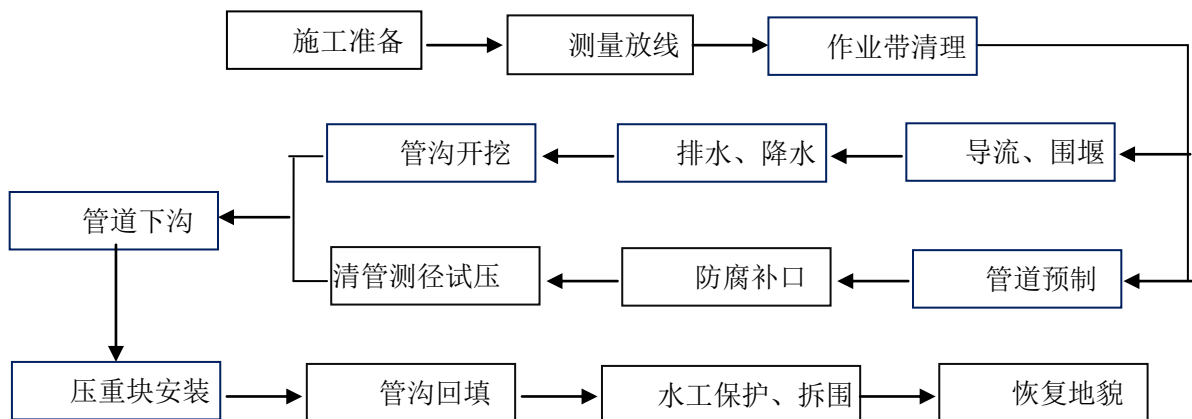 施工准备
测量放线
作业带清理
管沟开挖
排水、降水
导流、围堰
管道下沟
清管测径试压
防腐补口
管道预制
压重块安装
管沟回填
水工保护、拆围
恢复地貌